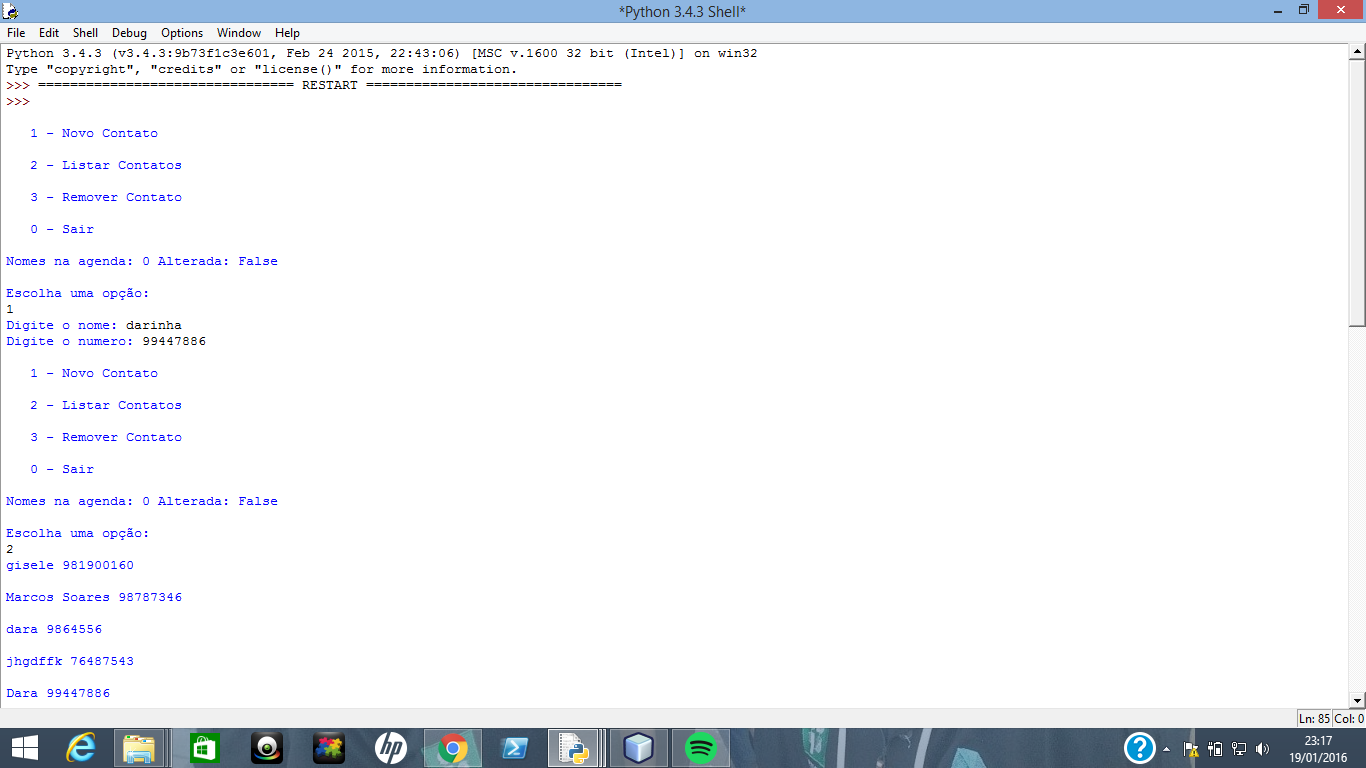 *Python 3.4.3 Shell*
File Edit Shell Debug Options Window Help
Python 3.4.3 (v3.4.3:9b73f1c3e601, Feb 24 2015, 22:43:06) [MSC v.1600 32 bit (Intel)] on win32
Type "copyright", "credits" or "license()" for more information.
>>> ================================ RESTART ================================
>>>
1 - Novo Contato
2 - Listar Contatos
3 - Remover Contato
0 - Sair
Nomes na agenda: 0 Alterada: False
Escolha uma opção:
1
Digite o nome: darinha
Digite o numero: 99447886
1 - Novo Contato
2 - Listar Contatos
3 - Remover Contato
0 - Sair
Nomes na agenda: 0 Alterada: False
Escolha uma opção:
2
gisele 981900160
Marcos Soares 98787346
dara 9864556
jhgdffk 76487543
Dara 99447886
Ln: 85 Col: 0
hp
23:17
19/01/2016